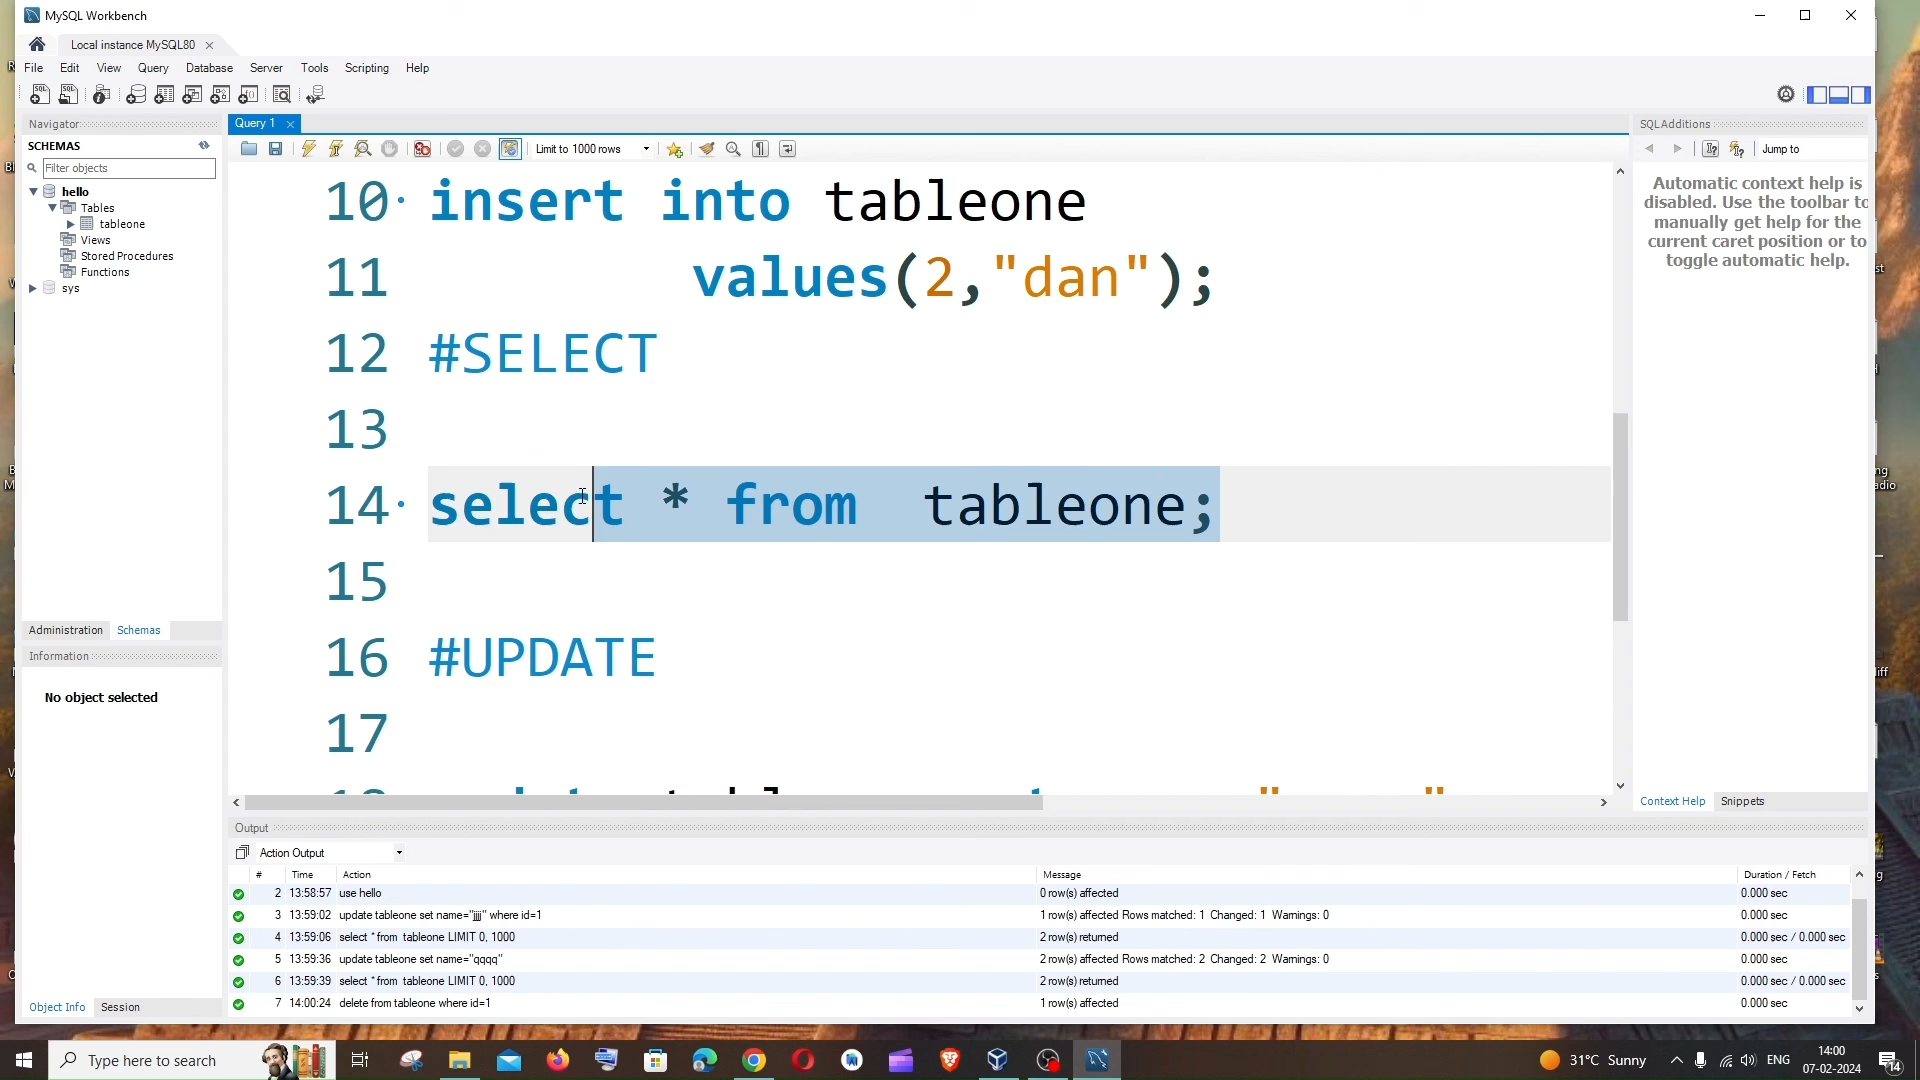 MySQL Workbench
Local instance MySQL80
File Edit View Query Database Server Tools Scripting Help
Navigator
SCHEMAS
Filter objects
hello
Tables
tableone
Views
Stored Procedures
Functions
sys
Administration Schemas
Information
No object selected
Object Info Session
Query 1
Limit to 1000 rows
10 insert into tableone
11 values(2,"dan");
12 #SELECT
13
14 select * from  tableone;
15
16 #UPDATE
17
SQLAdditions
Jump to
Automatic context help is
disabled. Use the toolbar to
manually get help for the
current caret position or to
toggle automatic help.
Context Help Snippets
Output
Action Output
# Time Action Message Duration / Fetch
2 13:58:57 use hello 0 row(s) affected 0.000 sec
3 13:59:02 update tableone set name="jjjj" where id=1 1 row(s) affected Rows matched: 1  Changed: 1  Warnings: 0 0.000 sec
4 13:59:06 select * from  tableone LIMIT 0, 1000 2 row(s) returned 0.000 sec / 0.000 sec
5 13:59:36 update tableone set name="qqqq" 2 row(s) affected Rows matched: 2  Changed: 2  Warnings: 0 0.000 sec
6 13:59:39 select * from  tableone LIMIT 0, 1000 2 row(s) returned 0.000 sec / 0.000 sec
7 14:00:24 delete from tableone where id=1 1 row(s) affected 0.000 sec
Type here to search
31°C Sunny
ENG
14:00
07-02-2024
14